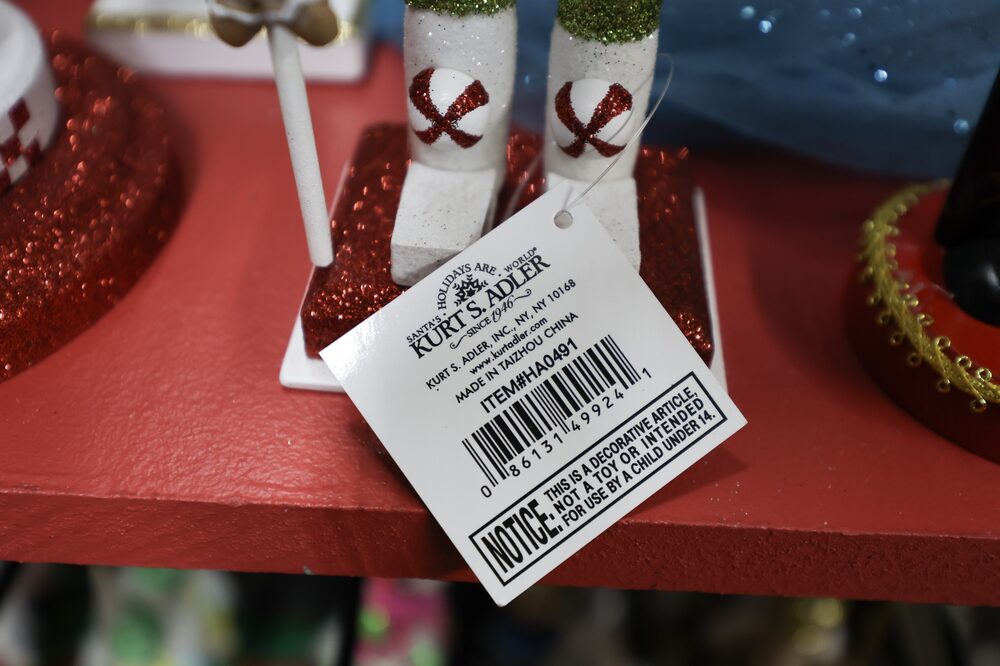 SANTA'S HOLIDAYS ARE WORLD®
KURT S. ADLER
SINCE 1946
KURT S. ADLER, INC., NY, NY 10168
www.kurtadler.com
MADE IN TAIZHOU CHINA
ITEM#HA0491
0 86131 49924 1
NOTICE: THIS IS A DECORATIVE ARTICLE,
NOT A TOY OR INTENDED
FOR USE BY A CHILD UNDER 14.